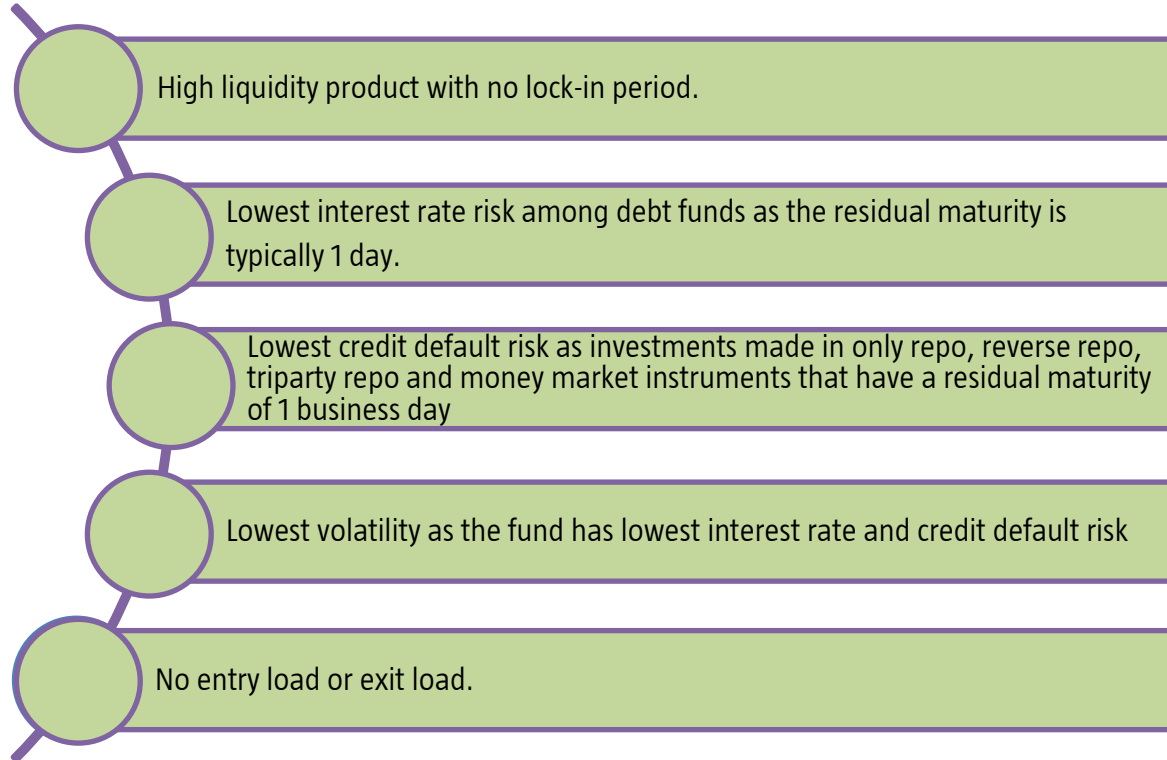 High liquidity product with no lock-in period.
Lowest interest rate risk among debt funds as the residual maturity is
typically 1 day.
Lowest credit default risk as investments made in only repo, reverse repo,
triparty repo and money market instruments that have a residual maturity
of 1 business day
Lowest volatility as the fund has lowest interest rate and credit default risk
No entry load or exit load.